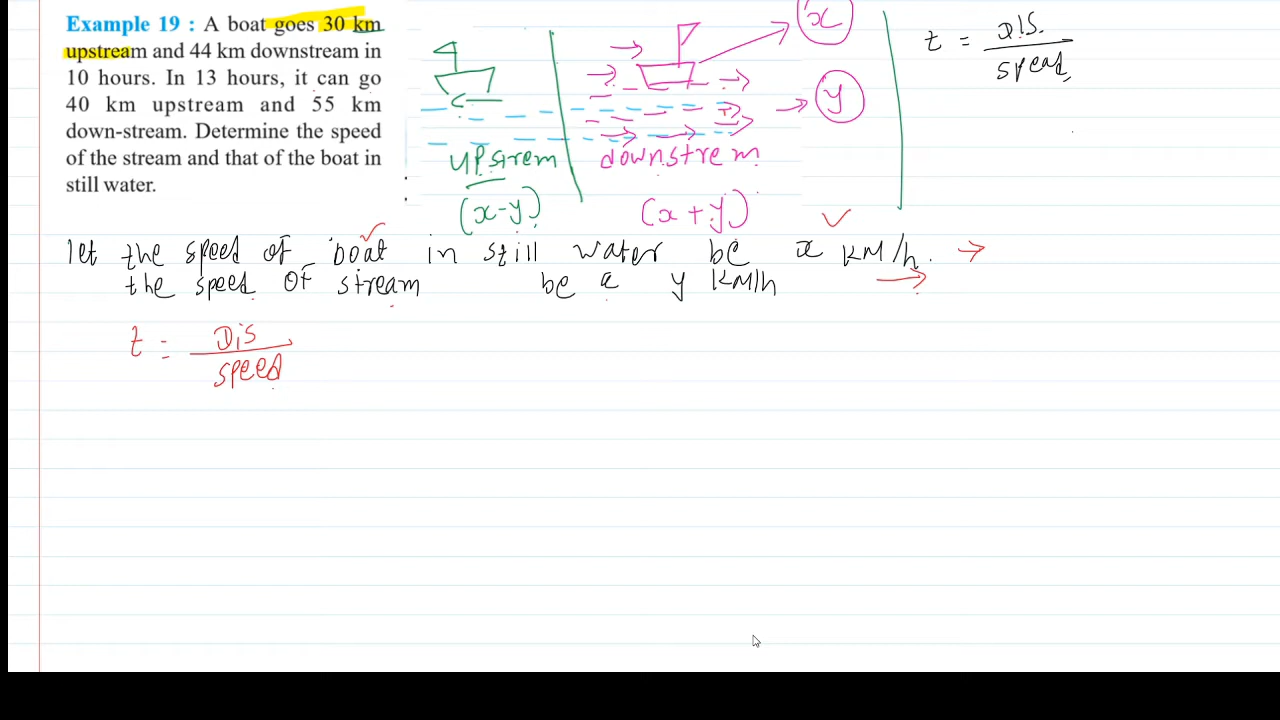 Example 19 : A boat goes 30 km
upstream and 44 km downstream in
10 hours. In 13 hours, it can go
40 km upstream and 55 km
down-stream. Determine the speed
of the stream and that of the boat in
still water.
x
y
upstrem
downstrem
(x-y)
(x + y)
t = DIS.
speed
let the speed of boat in still water be x KM/h.
the speed of stream be y KM/h
t = Dis
speed